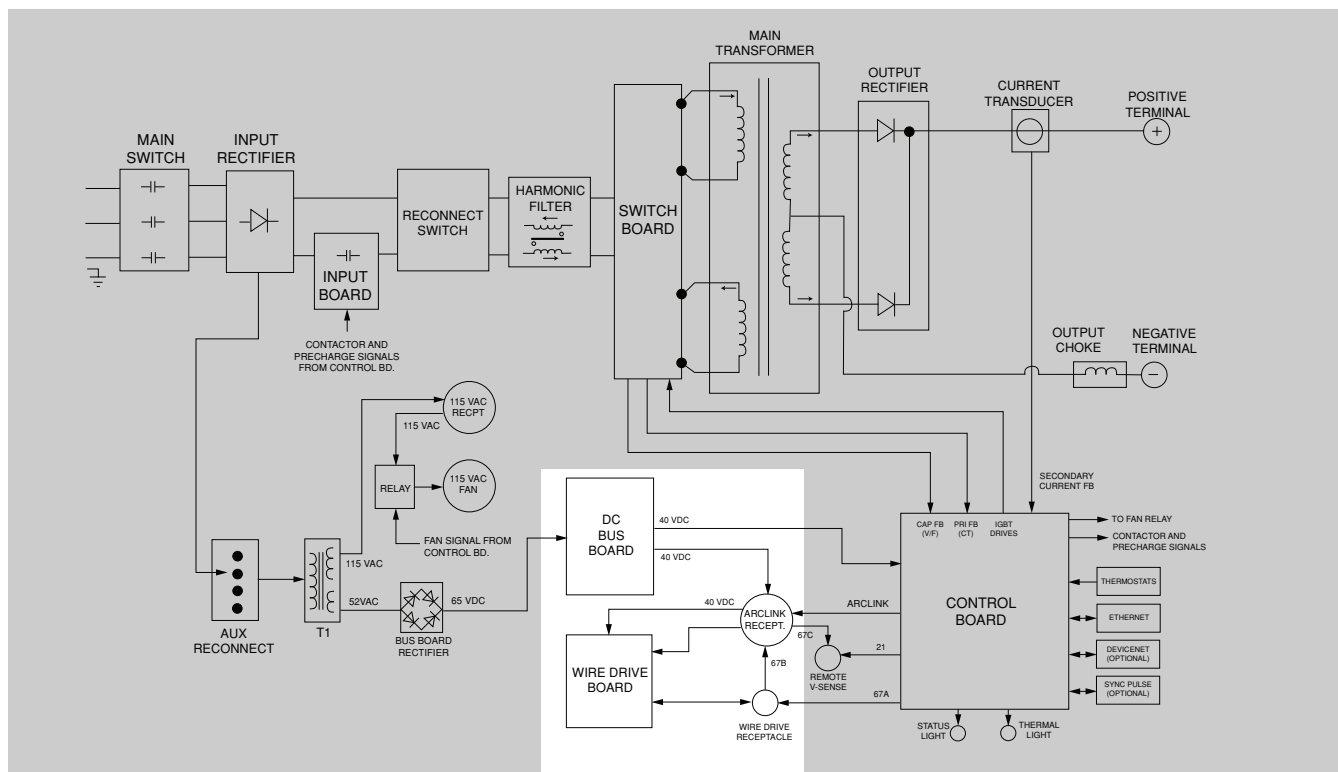 MAIN
TRANSFORMER
OUTPUT
RECTIFIER
CURRENT
TRANSDUCER
POSITIVE
TERMINAL
+
MAIN
SWITCH
INPUT
RECTIFIER
RECONNECT
SWITCH
HARMONIC
FILTER
SWITCH
BOARD
INPUT
BOARD
CONTACTOR AND
PRECHARGE SIGNALS
FROM CONTROL BD.
OUTPUT
CHOKE
NEGATIVE
TERMINAL
–
115 VAC
RECPT
115 VAC
RELAY
115 VAC
FAN
FAN SIGNAL FROM
CONTROL BD.
115 VAC
52VAC
65 VDC
AUX
RECONNECT
T1
BUS BOARD
RECTIFIER
DC
BUS
BOARD
40 VDC
40 VDC
40 VDC
ARCLINK
RECEPT.
67C
67B
WIRE DRIVE
BOARD
WIRE DRIVE
RECEPTACLE
REMOTE
V-SENSE
ARCLINK
21
67A
SECONDARY
CURRENT FB
CAP FB
(V/F)
PRI FB
(CT)
IGBT
DRIVES
CONTROL
BOARD
TO FAN RELAY
CONTACTOR AND
PRECHARGE SIGNALS
THERMOSTATS
ETHERNET
DEVICENET
(OPTIONAL)
SYNC PULSE
(OPTIONAL)
STATUS
LIGHT
THERMAL
LIGHT